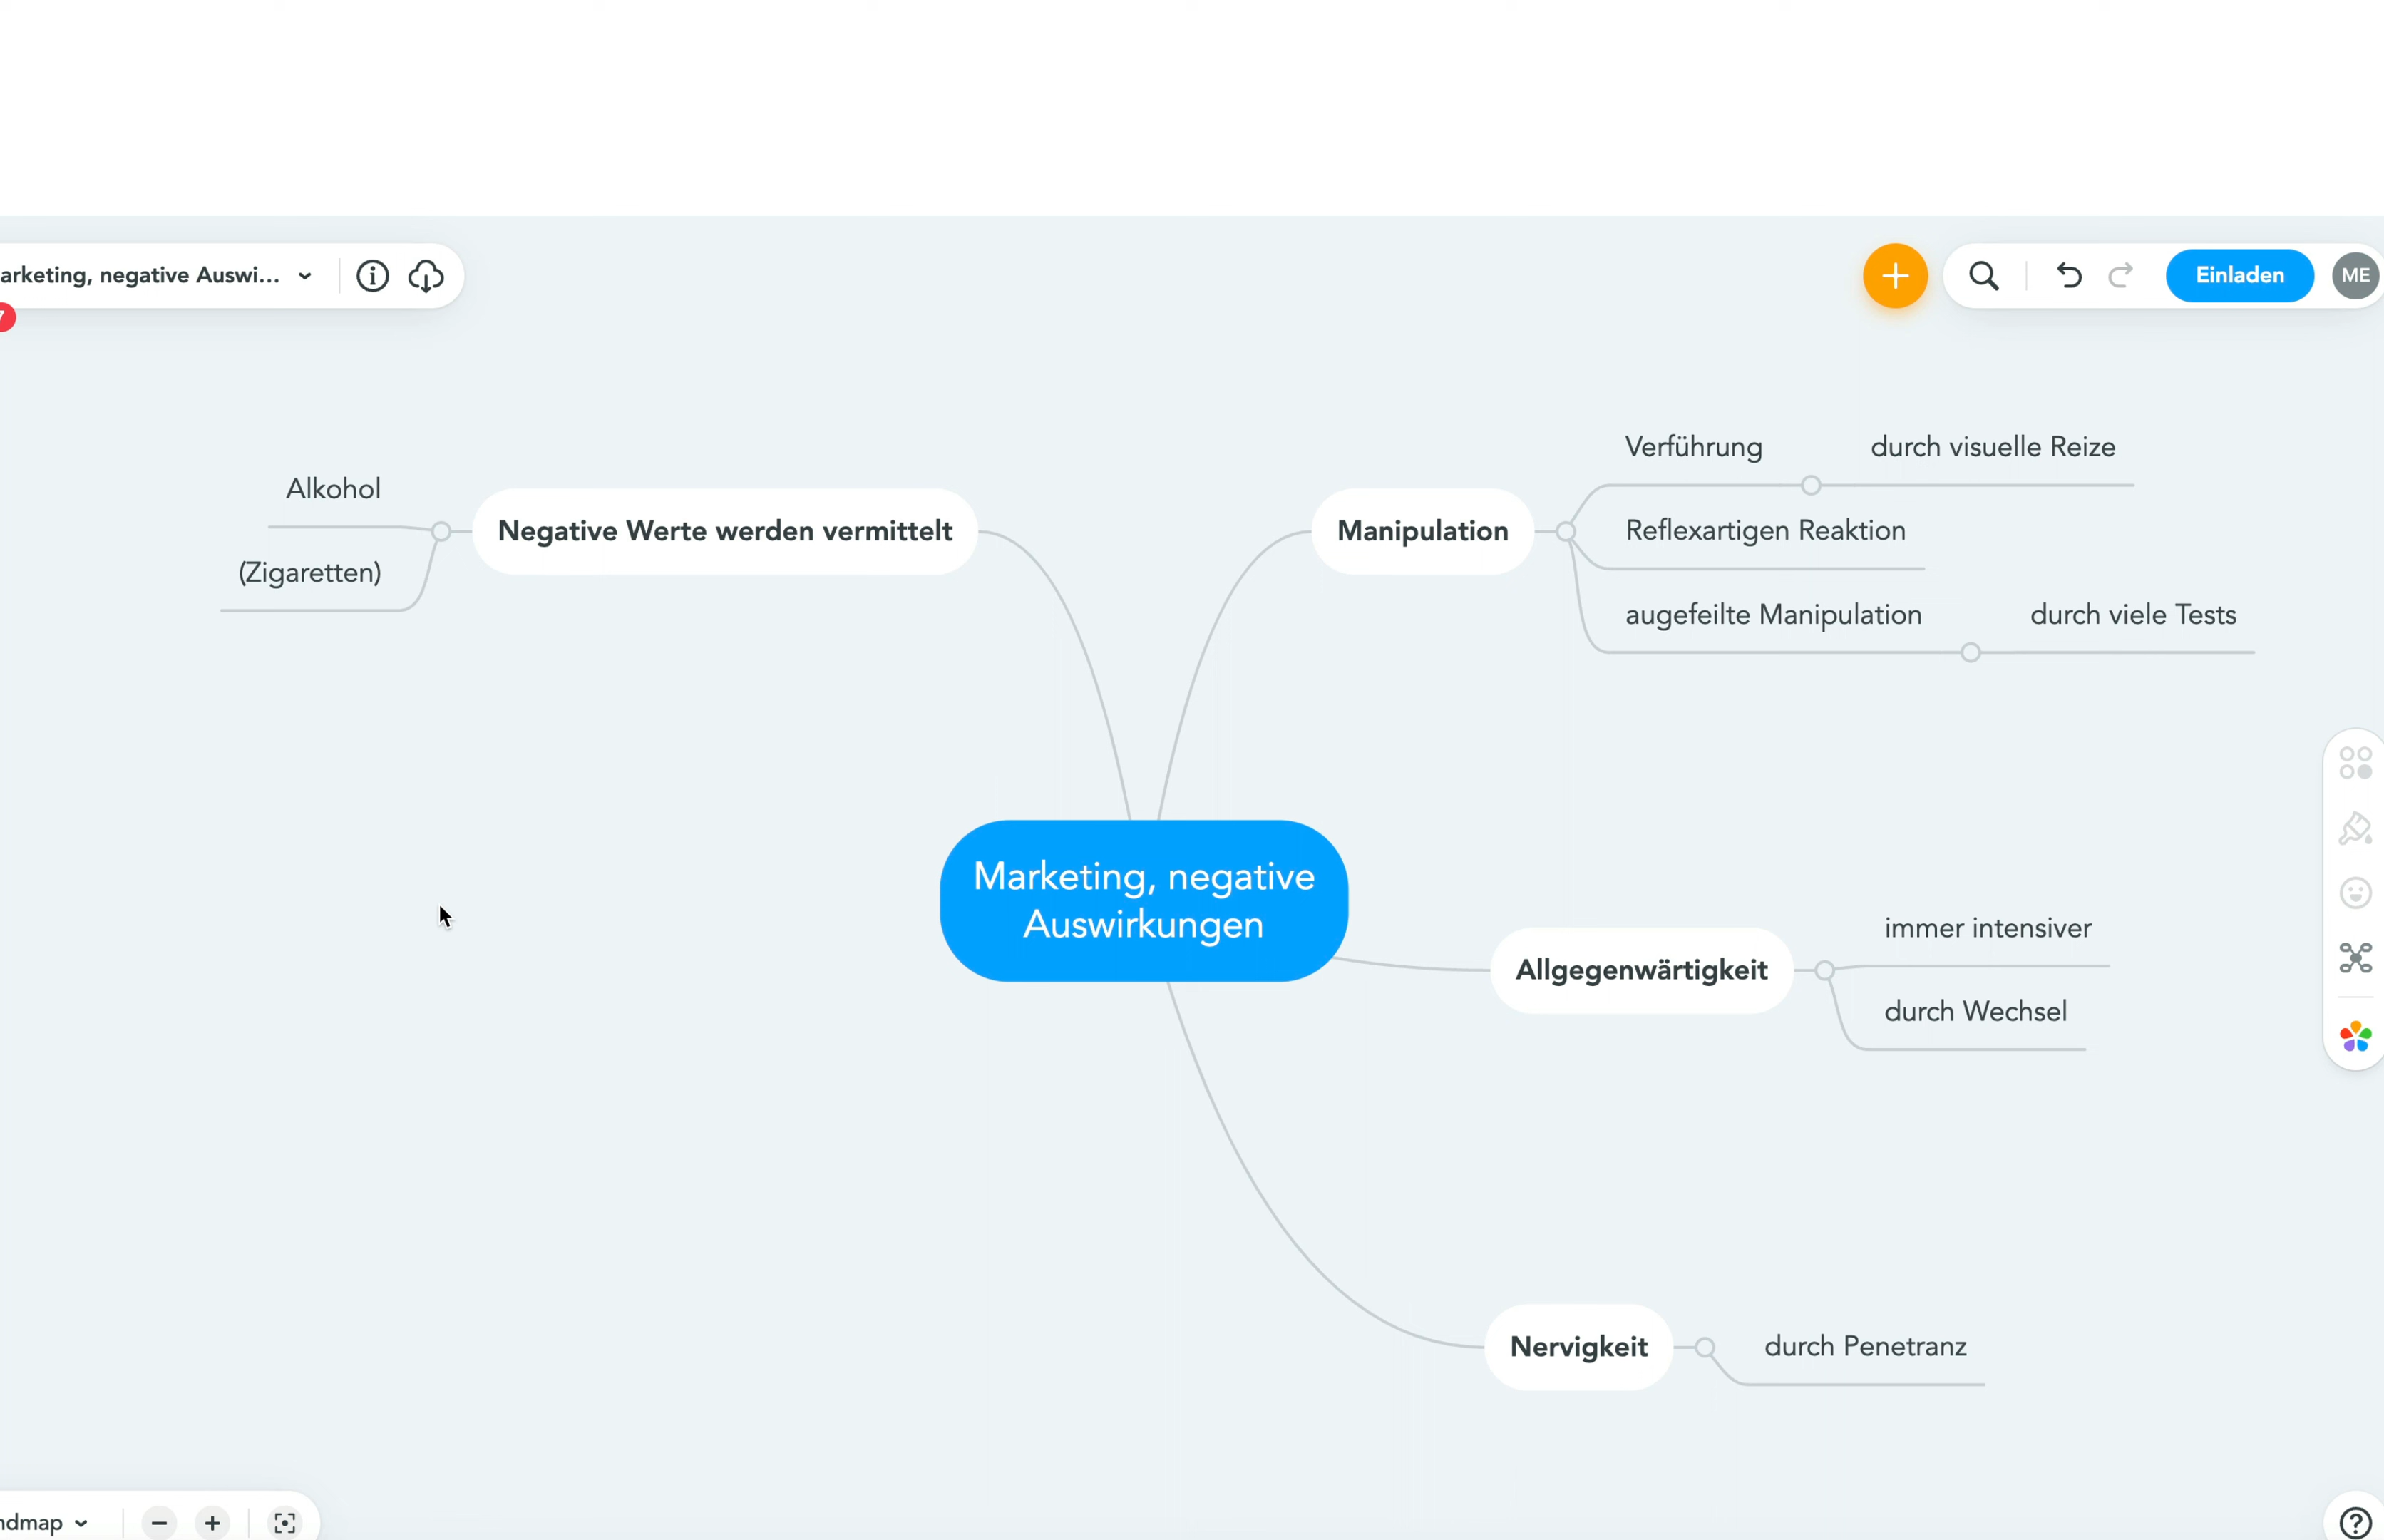 arketing, negative Auswi...
Einladen
ME
Alkohol
(Zigaretten)
Negative Werte werden vermittelt
Manipulation
Verführung
durch visuelle Reize
Reflexartigen Reaktion
augefeilte Manipulation
durch viele Tests
Marketing, negative
Auswirkungen
Allgegenwärtigkeit
immer intensiver
durch Wechsel
Nervigkeit
durch Penetranz
ndmap